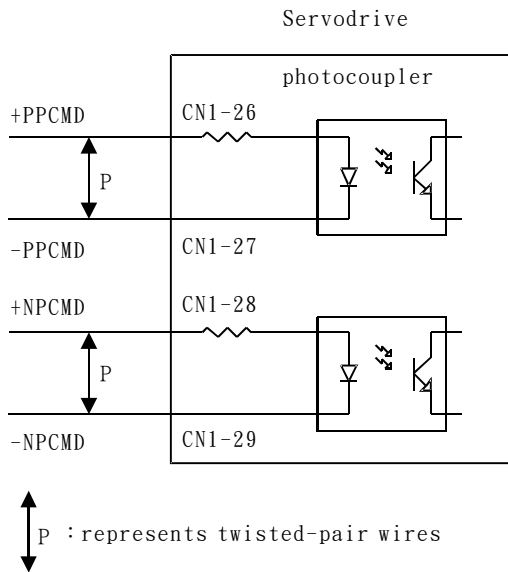 Servodrive
photocoupler
+PPCMD
CN1-26
P
-PPCMD
CN1-27
+NPCMD
CN1-28
P
-NPCMD
CN1-29
P :represents twisted-pair wires